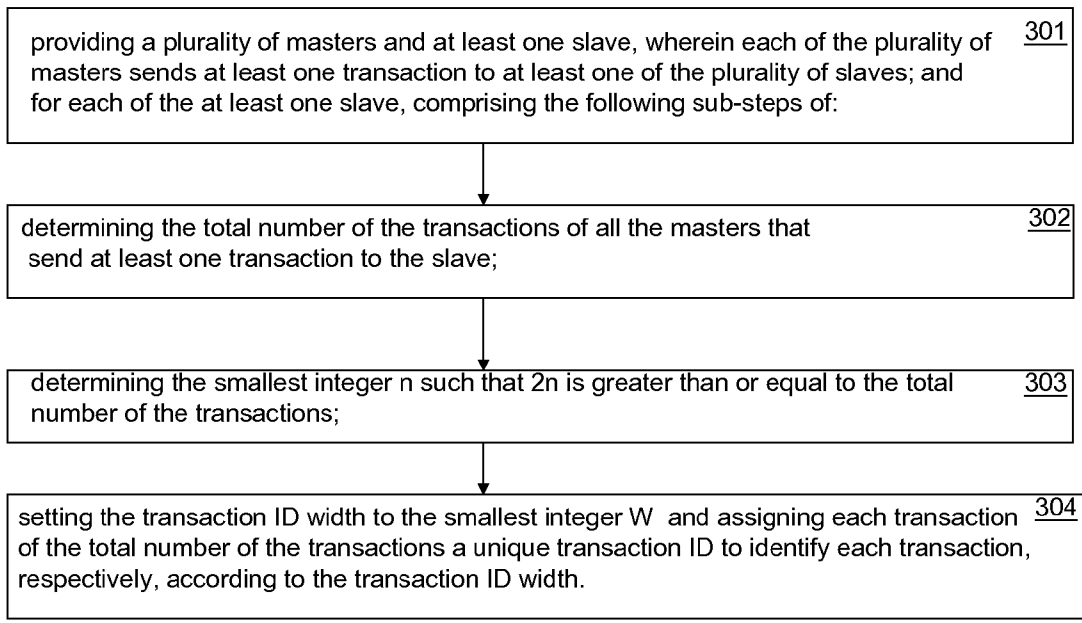 providing a plurality of masters and at least one slave, wherein each of the plurality of 301
masters sends at least one transaction to at least one of the plurality of slaves; and
for each of the at least one slave, comprising the following sub-steps of:
determining the total number of the transactions of all the masters that 302
send at least one transaction to the slave;
determining the smallest integer n such that 2n is greater than or equal to the total 303
number of the transactions;
setting the transaction ID width to the smallest integer W and assigning each transaction 304
of the total number of the transactions a unique transaction ID to identify each transaction,
respectively, according to the transaction ID width.